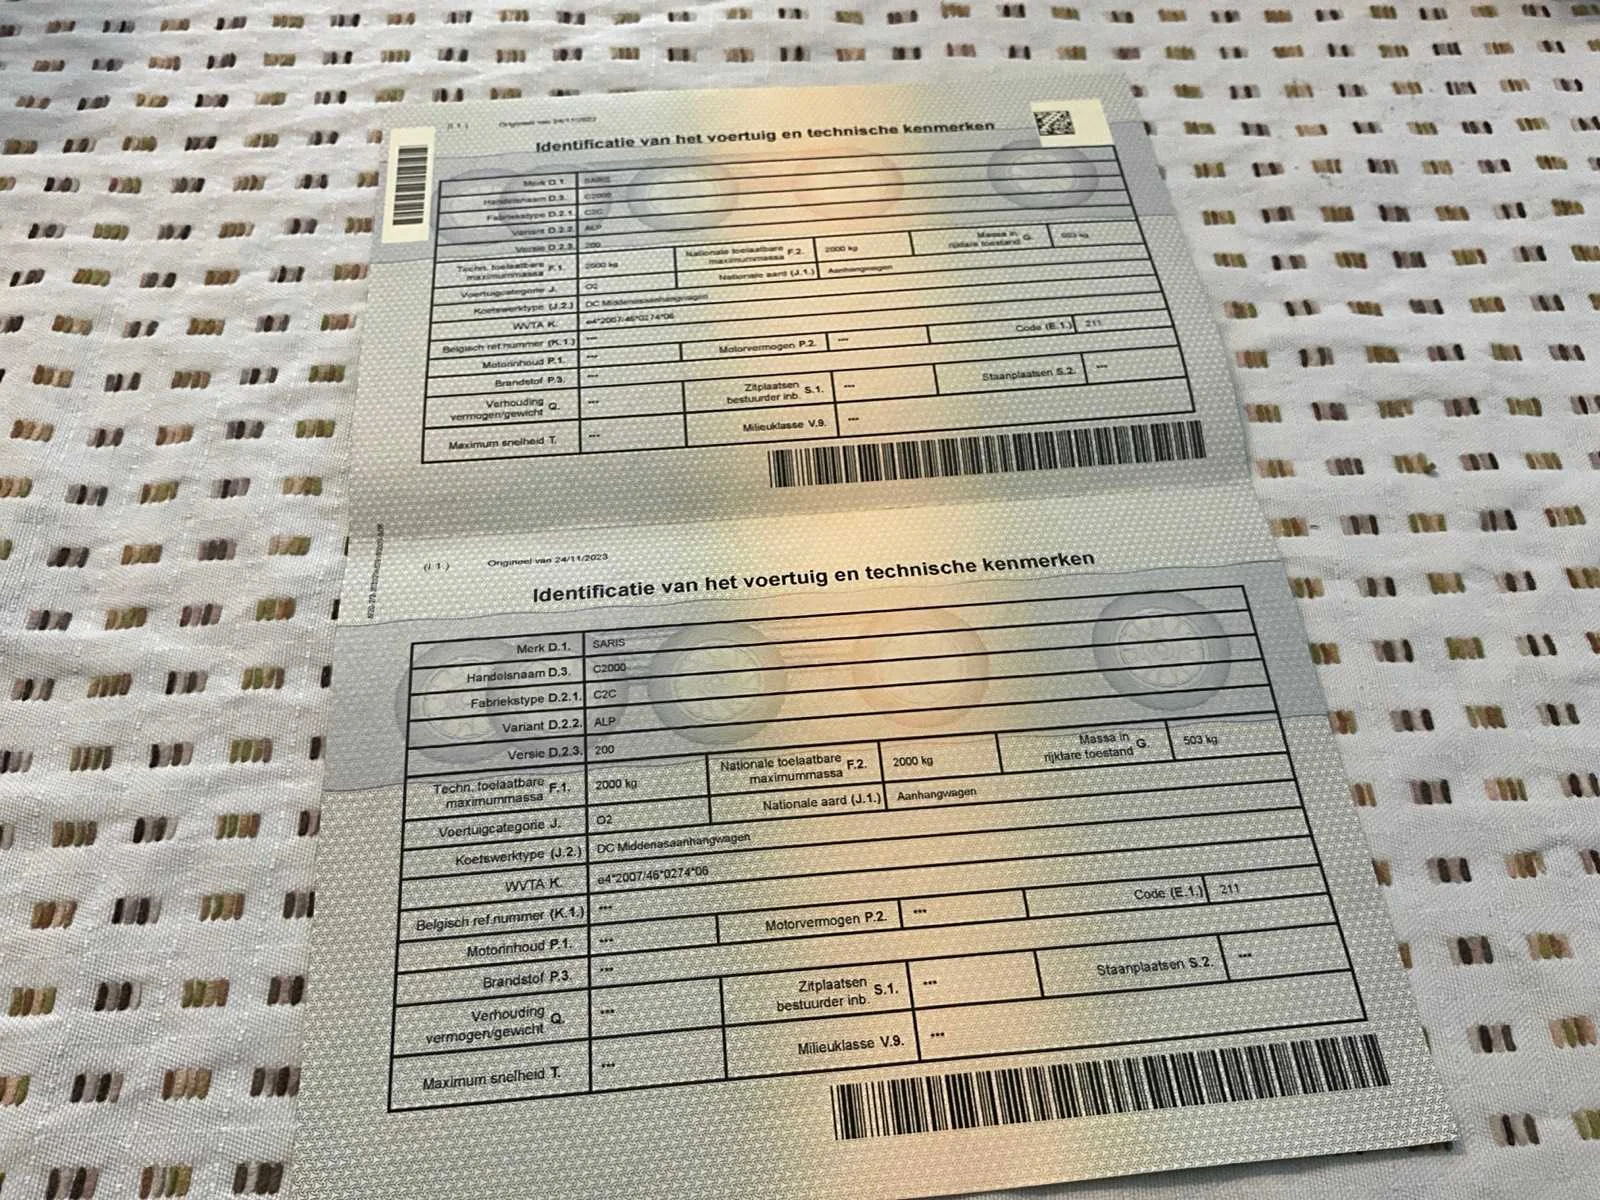 (I.1.) Origineel van 24/11/2023
Identificatie van het voertuig en technische kenmerken
Merk D.1. SARIS
Handelsnaam D.3. C2000
Fabriekstype D.2.1. C2C
Variant D.2.2. ALP
Versie D.2.3. 200
Techn. toelaatbare maximummassa F.1. 2000 kg Nationale toelaatbare maximummassa F.2. 2000 kg Massa in rijklare toestand G. 503 kg
Voertuigcategorie J. O2 Nationale aard (J.1.) Aanhangwagen
Koetswerktype (J.2.) DC Middenasaanhangwagen
WVTA K. e4*2007/46*0274*06
Belgisch ref.nummer (K.1.) *** Code (E.1.) 211
Motorinhoud P.1. *** Motorvermogen P.2. ***
Brandstof P.3. ***
Verhouding vermogen/gewicht Q. *** Zitplaatsen bestuurder inb. S.1. *** Staanplaatsen S.2. ***
Maximum snelheid T. *** Milieuklasse V.9. ***
(I.1.) Origineel van 24/11/2023
Identificatie van het voertuig en technische kenmerken
Merk D.1. SARIS
Handelsnaam D.3. C2000
Fabriekstype D.2.1. C2C
Variant D.2.2. ALP
Versie D.2.3. 200
Techn. toelaatbare maximummassa F.1. 2000 kg Nationale toelaatbare maximummassa F.2. 2000 kg Massa in rijklare toestand G. 503 kg
Voertuigcategorie J. O2 Nationale aard (J.1.) Aanhangwagen
Koetswerktype (J.2.) DC Middenasaanhangwagen
WVTA K. e4*2007/46*0274*06
Belgisch ref.nummer (K.1.) *** Code (E.1.) 211
Motorinhoud P.1. *** Motorvermogen P.2. ***
Brandstof P.3. ***
Verhouding vermogen/gewicht Q. *** Zitplaatsen bestuurder inb. S.1. *** Staanplaatsen S.2. ***
Maximum snelheid T. *** Milieuklasse V.9. ***